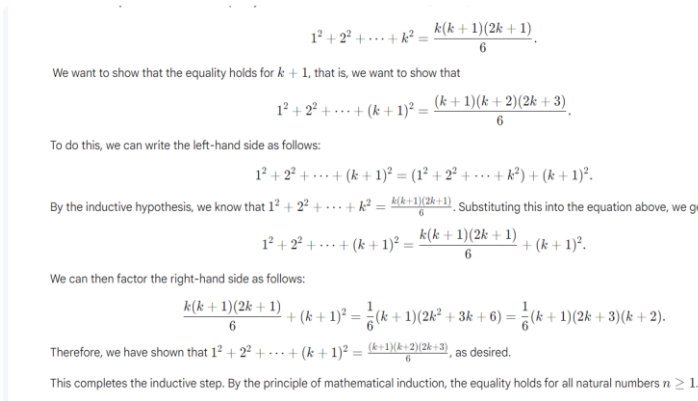 1² + 2² + ⋯ + k² = k(k + 1)(2k + 1)/6.
We want to show that the equality holds for k + 1, that is, we want to show that
1² + 2² + ⋯ + (k + 1)² = (k + 1)(k + 2)(2k + 3)/6.
To do this, we can write the left-hand side as follows:
1² + 2² + ⋯ + (k + 1)² = (1² + 2² + ⋯ + k²) + (k + 1)².
By the inductive hypothesis, we know that 1² + 2² + ⋯ + k² = k(k+1)(2k+1)/6. Substituting this into the equation above, we
1² + 2² + ⋯ + (k + 1)² = k(k + 1)(2k + 1)/6 + (k + 1)².
We can then factor the right-hand side as follows:
k(k + 1)(2k + 1)/6 + (k + 1)² = 1/6(k + 1)(2k² + 3k + 6) = 1/6(k + 1)(2k + 3)(k + 2).
Therefore, we have shown that 1² + 2² + ⋯ + (k + 1)² = (k+1)(k+2)(2k+3)/6, as desired.
This completes the inductive step. By the principle of mathematical induction, the equality holds for all natural numbers n ≥ 1.